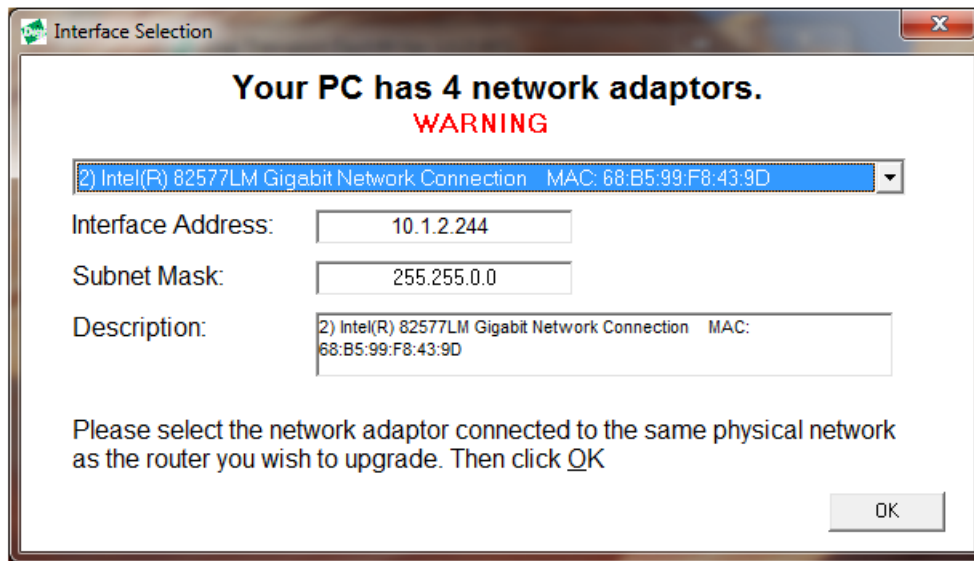 Interface Selection
Your PC has 4 network adaptors.
WARNING
2) Intel(R) 82577LM Gigabit Network Connection MAC: 68:B5:99:F8:43:9D
Interface Address: 10.1.2.244
Subnet Mask: 255.255.0.0
Description: 2) Intel(R) 82577LM Gigabit Network Connection MAC:
68:B5:99:F8:43:9D
Please select the network adaptor connected to the same physical network
as the router you wish to upgrade. Then click OK
OK